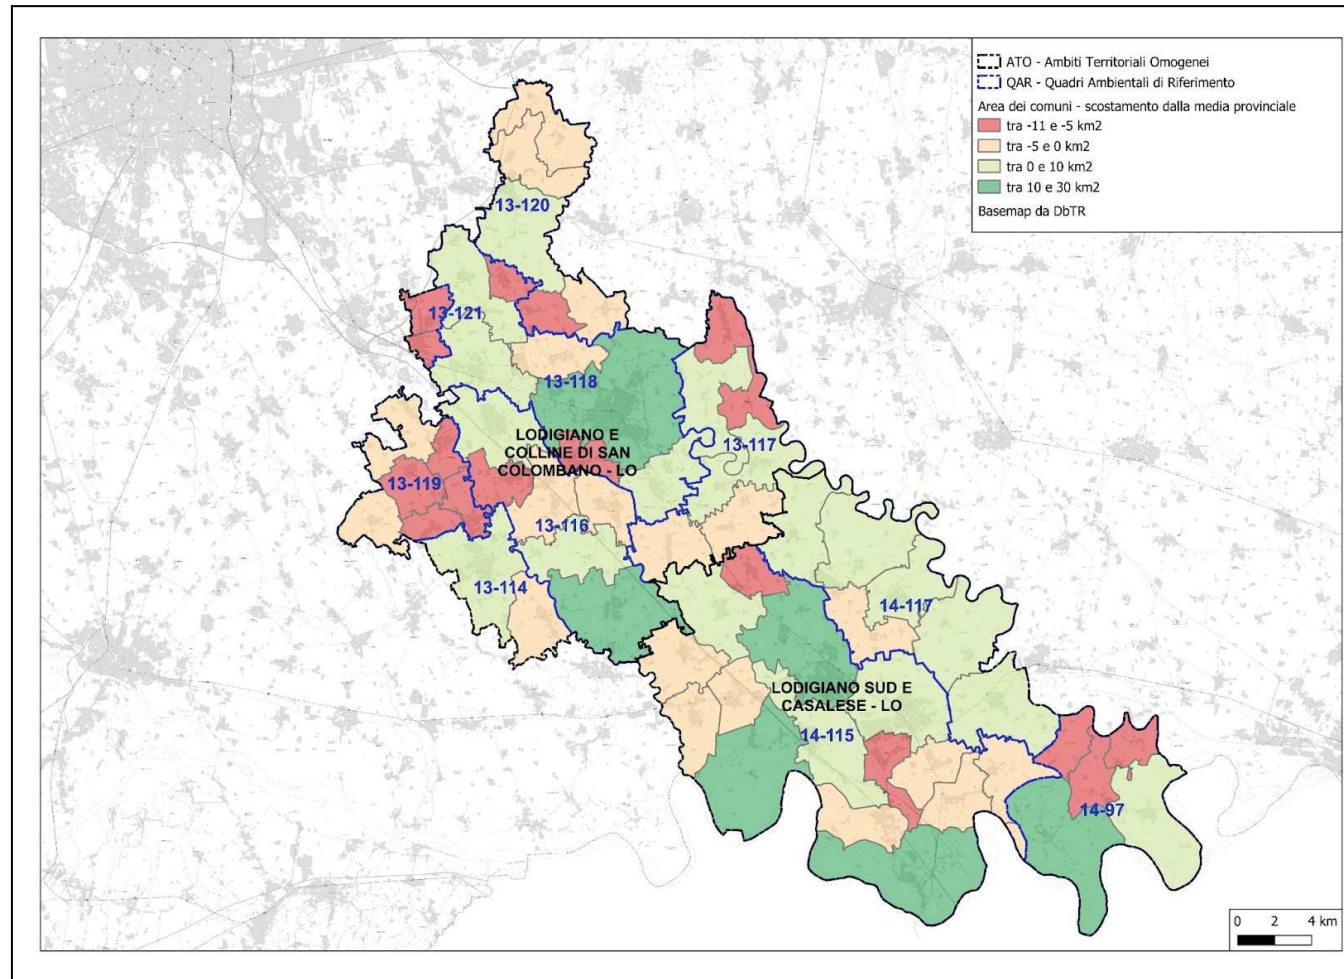 ATO - Ambiti Territoriali Omogenei
QAR - Quadri Ambientali di Riferimento
Area dei comuni - scostamento dalla media provinciale
tra -11 e -5 km2
tra -5 e 0 km2
tra 0 e 10 km2
tra 10 e 30 km2
Basemap da DbTR
13-120
13-121
13-118
LODIGIANO E
COLLINE DI SAN
COLOMBANO - LO
13-117
13-119
13-116
13-114
14-117
LODIGIANO SUD E
CASALESE - LO
14-115
14-97
0 2 4 km